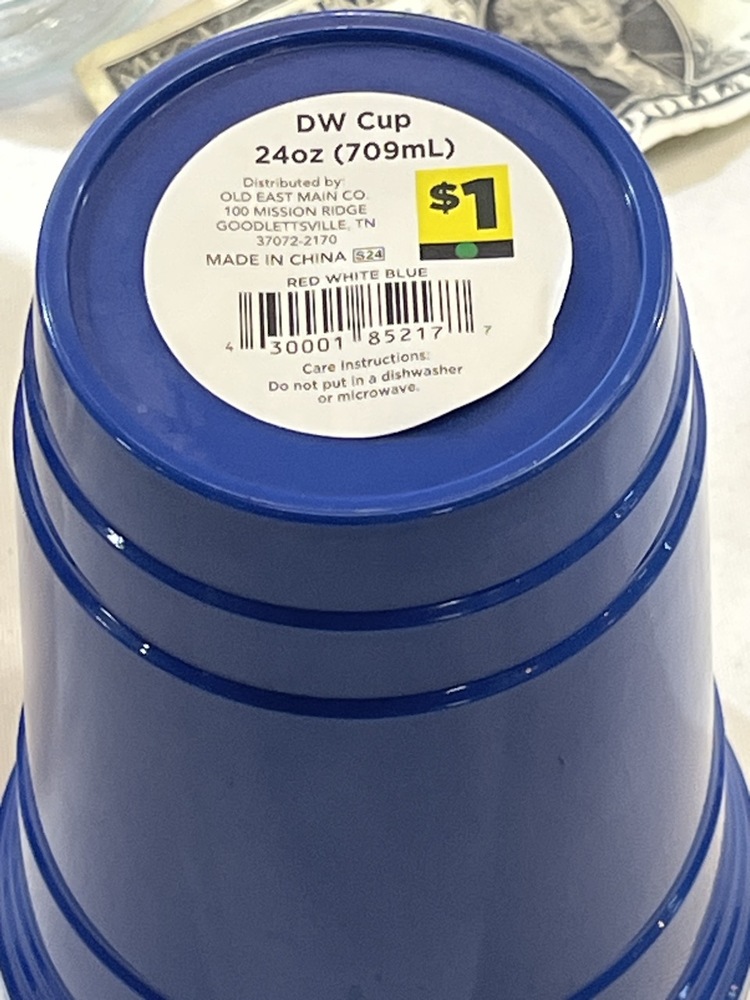 DW Cup
24oz (709mL)
Distributed by:
OLD EAST MAIN CO.
100 MISSION RIDGE
GOODLETTSVILLE, TN
37072-2170
MADE IN CHINA S24
$1
RED WHITE BLUE
4 30001 85217 7
Care Instructions:
Do not put in a dishwasher
or microwave.